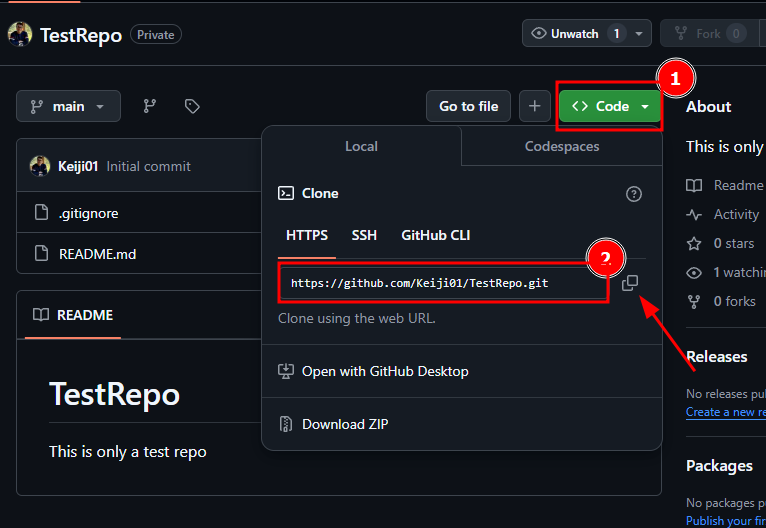 TestRepo Private
Unwatch 1
Fork 0
main
Go to file
Code
1
About
Local
Codespaces
This is only
Keiji01 Initial commit
Clone
Readme
.gitignore
HTTPS SSH GitHub CLI
Activity
README.md
0 stars
2
1 watchin
https://github.com/Keiji01/TestRepo.git
0 forks
README
Clone using the web URL.
Releases
Open with GitHub Desktop
TestRepo
No releases pu
Create a new re
Download ZIP
This is only a test repo
Packages
No packages p
Publish your fir